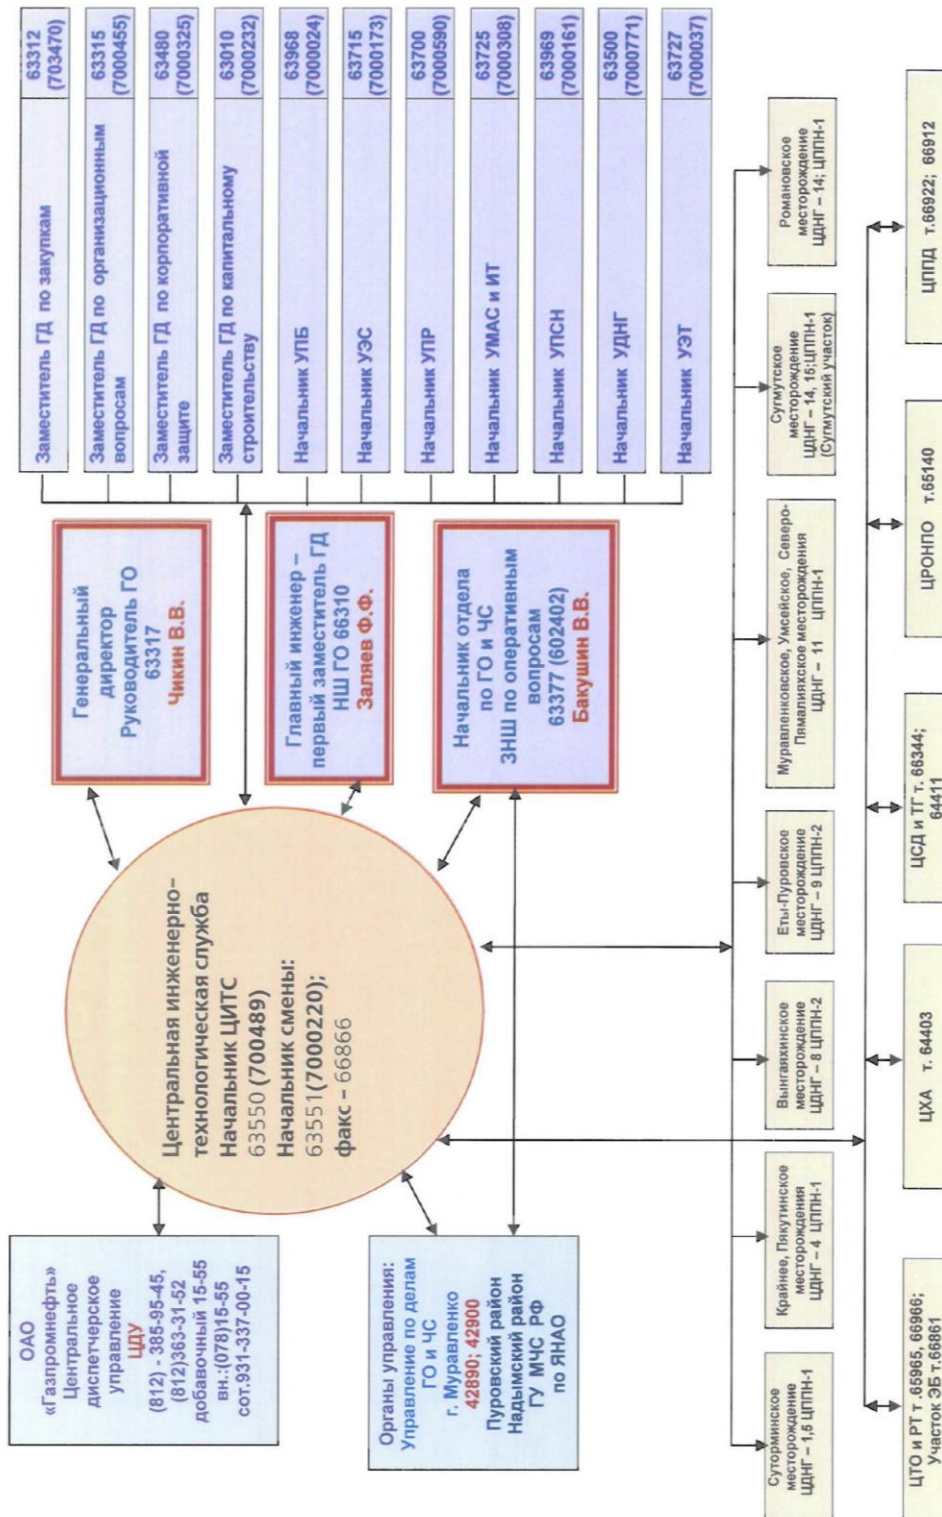 ОАО
«Газпромнефть»
Центральное
диспетчерское
управление
ЦДУ
(812) - 385-95-45,
(812)363-31-52
добавочный 15-55
вн.:(078)15-55
сот.931-337-00-15
Органы управления:
Управление по делам
ГО и ЧС
г. Муравленко
42890; 42900
Пуровский район
Надымский район
ГУ МЧС РФ
по ЯНАО
Центральная инженерно–
технологическая служба
Начальник ЦИТС
63550 (700489)
Начальник смены:
63551(7000220);
факс – 66866
Генеральный
директор
Руководитель ГО
63317
Чикин В.В.
Главный инженер –
первый заместитель ГД
НШ ГО 66310
Заляев Ф.Ф.
Начальник отдела
по ГО и ЧС
ЗНШ по оперативным
вопросам
63377 (602402)
Бакушин В.В.
Заместитель ГД по закупкам
63312
(703470)
Заместитель ГД по организационным
вопросам
63315
(7000455)
Заместитель ГД по корпоративной
защите
63480
(7000325)
Заместитель ГД по капитальному
строительству
63010
(7000232)
Начальник УПБ
63968
(7000024)
Начальник УЭС
63715
(7000173)
Начальник УПР
63700
(7000590)
Начальник УМАС и ИТ
63725
(7000308)
Начальник УПСН
63969
(7000161)
Начальник УДНГ
63500
(7000771)
Начальник УЭТ
63727
(7000037)
Суторминское
месторождение
ЦДНГ – 1,5 ЦППН-1
Крайнее, Пякутинское
месторождения
ЦДНГ – 4 ЦППН-1
Вынгаяхинское
месторождение
ЦДНГ – 8 ЦППН-2
Еты-Пуровское
месторождение
ЦДНГ – 9 ЦППН-2
Муравленковское, Умсейское, Северо-
Пямалияхское месторождения
ЦДНГ – 11 ЦППН-1
Сугмутское
месторождение
ЦДНГ – 14, 15;ЦППН-1
(Сугмутский участок)
Романовское
месторождение
ЦДНГ – 14; ЦППН-1
ЦТО и РТ т .65965, 66966;
Участок ЭБ т.66861
ЦХА т. 64403
ЦСД и ТГ т. 66344;
64411
ЦРОНПО т.65140
ЦППД т.66922; 66912